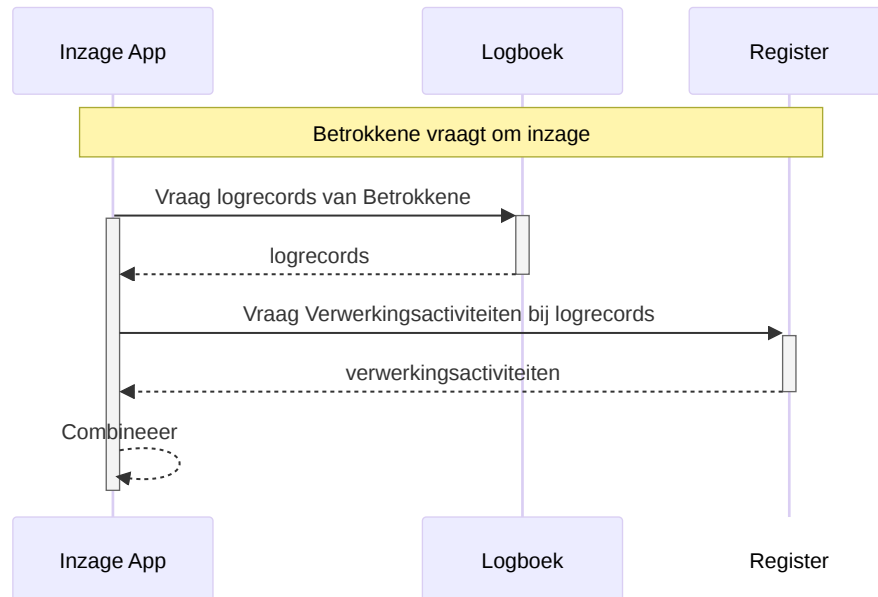 Inzage App
Logboek
Register
Betrokkene vraagt om inzage
Vraag logrecords van Betrokkene
logrecords
Vraag Verwerkingsactiviteiten bij logrecords
verwerkingsactiviteiten
Combineeer
Inzage App
Logboek
Register